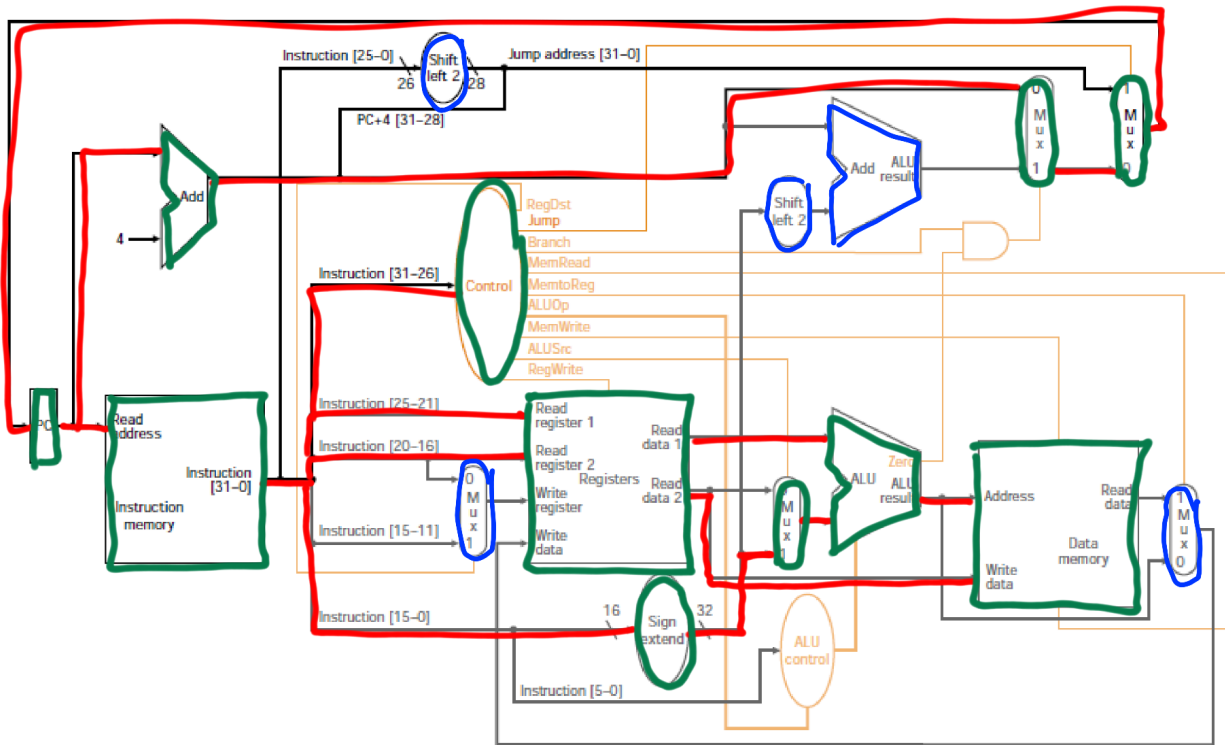 Instruction [25–0]
26
Shift
left 2
28
Jump address [31–0]
PC+4 [31–28]
Add
4
0
M
u
x
1
1
M
u
x
0
Add
ALU
result
Shift
left 2
RegDst
Jump
Branch
MemRead
MemtoReg
ALUOp
MemWrite
ALUSrc
RegWrite
Control
Instruction [31–26]
PC
Read
address
Instruction
[31–0]
Instruction
memory
Instruction [25–21]
Instruction [20–16]
Instruction [15–11]
0
M
u
x
1
Read
register 1
Read
register 2
Write
register
Write
data
Registers
Read
data 1
Read
data 2
M
u
x
1
Zero
ALU
ALU
result
Address
Write
data
Read
data
Data
memory
1
M
u
x
0
Instruction [15–0]
16
Sign
extend
32
ALU
control
Instruction [5–0]